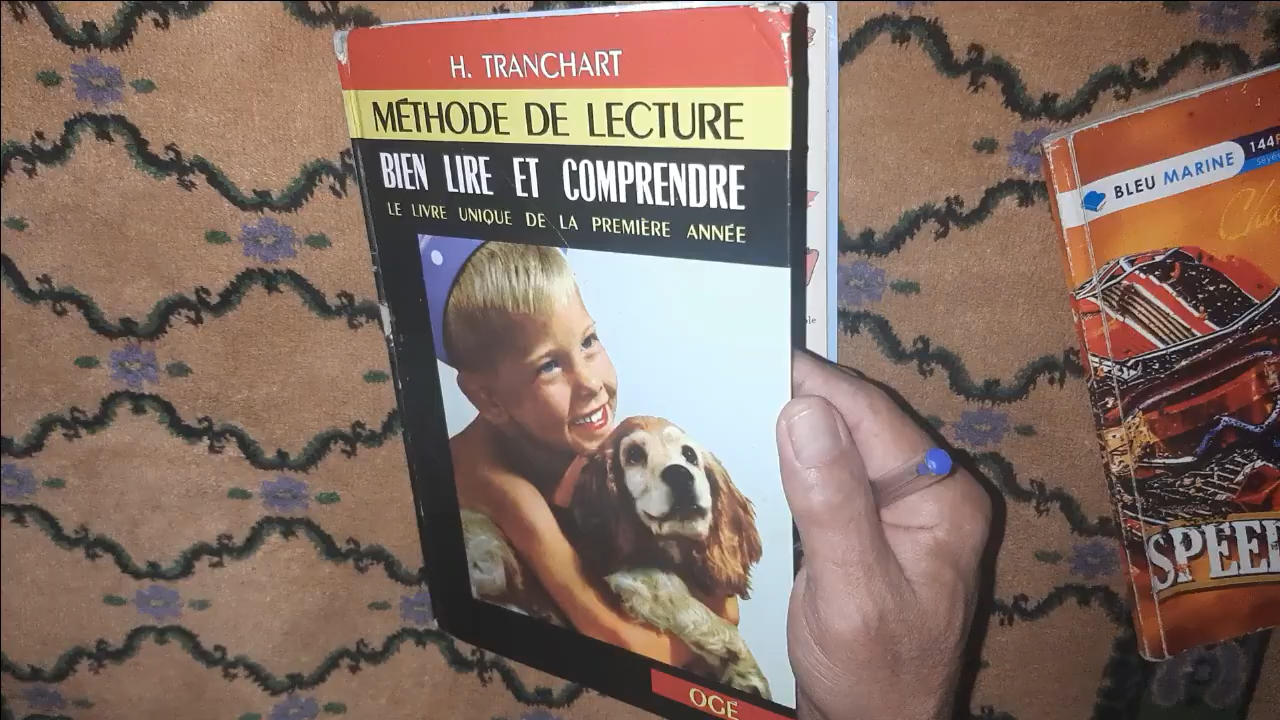 H. TRANCHART
MÉTHODE DE LECTURE
BIEN LIRE ET COMPRENDRE
LE LIVRE UNIQUE DE LA PREMIÈRE ANNÉE
OGE
BLEU MARINE
144
SPEE